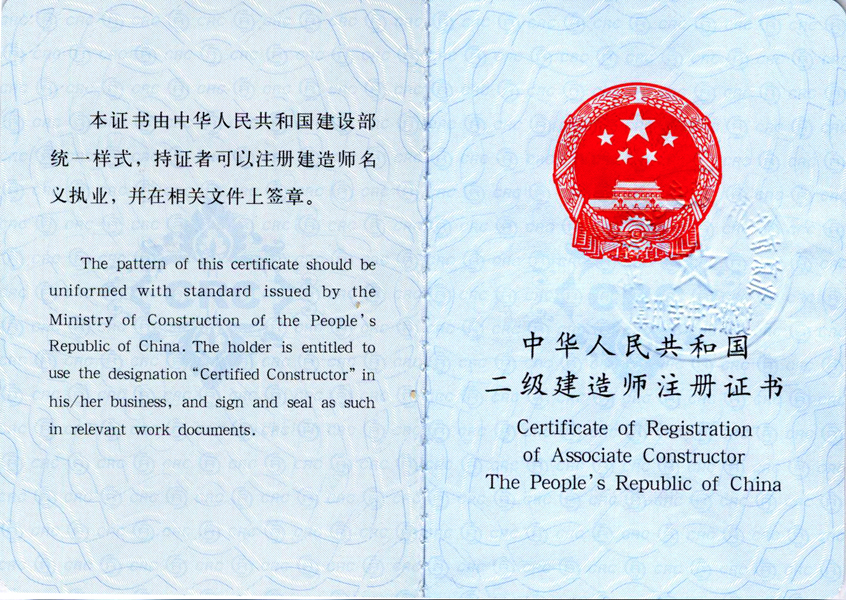 本证书由中华人民共和国建设部
统一样式，持证者可以注册建造师名
义执业，并在相关文件上签章。
The pattern of this certificate should be
uniformed with standard issued by the
Ministry of Construction of the People's
Republic of China. The holder is entitled to
use the designation “Certified Constructor” in
his/her business, and sign and seal as such
in relevant work documents.
中华人民共和国
二级建造师注册证书
Certificate of Registration
of Associate Constructor
The People's Republic of China